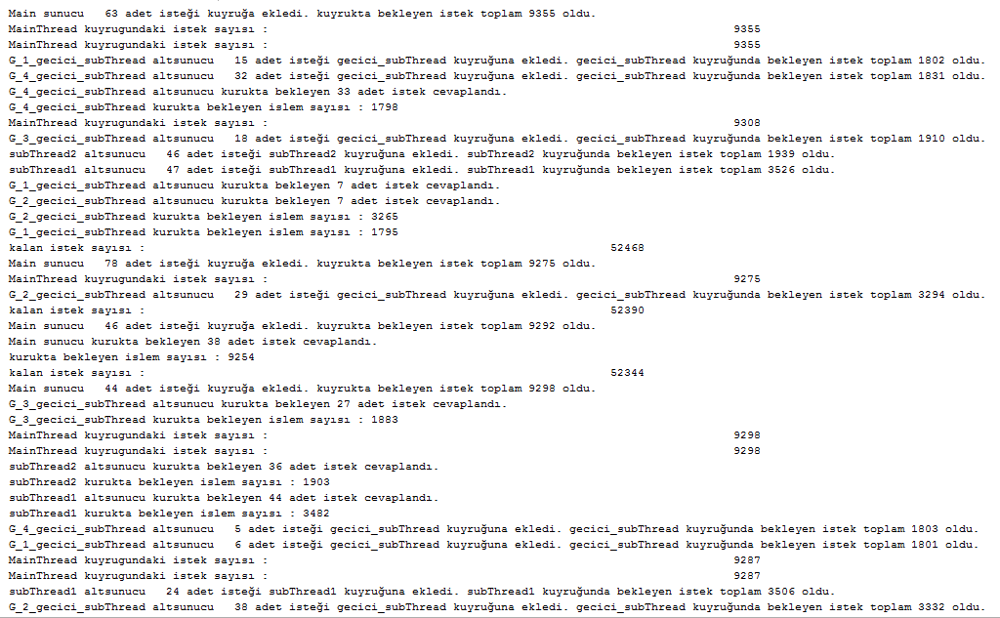 Main sunucu   63 adet isteği kuyruğa ekledi. kuyrukta bekleyen istek toplam 9355 oldu.
MainThread kuyrugundaki istek sayısı :   9355
MainThread kuyrugundaki istek sayısı :   9355
G_1_gecici_subThread altsunucu   15 adet isteği gecici_subThread kuyruğuna ekledi. gecici_subThread kuyruğunda bekleyen istek toplam 1802 oldu.
G_4_gecici_subThread altsunucu   32 adet isteği gecici_subThread kuyruğuna ekledi. gecici_subThread kuyruğunda bekleyen istek toplam 1831 oldu.
G_4_gecici_subThread altsunucu kurukta bekleyen 33 adet istek cevaplandı.
G_4_gecici_subThread kurukta bekleyen islem sayısı : 1798
MainThread kuyrugundaki istek sayısı :   9308
G_3_gecici_subThread altsunucu   18 adet isteği gecici_subThread kuyruğuna ekledi. gecici_subThread kuyruğunda bekleyen istek toplam 1910 oldu.
subThread2 altsunucu   46 adet isteği subThread2 kuyruğuna ekledi. subThread2 kuyruğunda bekleyen istek toplam 1939 oldu.
subThread1 altsunucu   47 adet isteği subThread1 kuyruğuna ekledi. subThread1 kuyruğunda bekleyen istek toplam 3526 oldu.
G_1_gecici_subThread altsunucu kurukta bekleyen 7 adet istek cevaplandı.
G_2_gecici_subThread altsunucu kurukta bekleyen 7 adet istek cevaplandı.
G_2_gecici_subThread kurukta bekleyen islem sayısı : 3265
G_1_gecici_subThread kurukta bekleyen islem sayısı : 1795
kalan istek sayısı :   52468
Main sunucu   78 adet isteği kuyruğa ekledi. kuyrukta bekleyen istek toplam 9275 oldu.
MainThread kuyrugundaki istek sayısı :   9275
G_2_gecici_subThread altsunucu   29 adet isteği gecici_subThread kuyruğuna ekledi. gecici_subThread kuyruğunda bekleyen istek toplam 3294 oldu.
kalan istek sayısı :   52390
Main sunucu   46 adet isteği kuyruğa ekledi. kuyrukta bekleyen istek toplam 9292 oldu.
Main sunucu kurukta bekleyen 38 adet istek cevaplandı.
kurukta bekleyen islem sayısı : 9254
kalan istek sayısı :   52344
Main sunucu   44 adet isteği kuyruğa ekledi. kuyrukta bekleyen istek toplam 9298 oldu.
G_3_gecici_subThread altsunucu kurukta bekleyen 27 adet istek cevaplandı.
G_3_gecici_subThread kurukta bekleyen islem sayısı : 1883
MainThread kuyrugundaki istek sayısı :   9298
MainThread kuyrugundaki istek sayısı :   9298
subThread2 altsunucu kurukta bekleyen 36 adet istek cevaplandı.
subThread2 kurukta bekleyen islem sayısı : 1903
subThread1 altsunucu kurukta bekleyen 44 adet istek cevaplandı.
subThread1 kurukta bekleyen islem sayısı : 3482
G_4_gecici_subThread altsunucu   5 adet isteği gecici_subThread kuyruğuna ekledi. gecici_subThread kuyruğunda bekleyen istek toplam 1803 oldu.
G_1_gecici_subThread altsunucu   6 adet isteği gecici_subThread kuyruğuna ekledi. gecici_subThread kuyruğunda bekleyen istek toplam 1801 oldu.
MainThread kuyrugundaki istek sayısı :   9287
MainThread kuyrugundaki istek sayısı :   9287
subThread1 altsunucu   24 adet isteği subThread1 kuyruğuna ekledi. subThread1 kuyruğunda bekleyen istek toplam 3506 oldu.
G_2_gecici_subThread altsunucu   38 adet isteği gecici_subThread kuyruğuna ekledi. gecici_subThread kuyruğunda bekleyen istek toplam 3332 oldu.